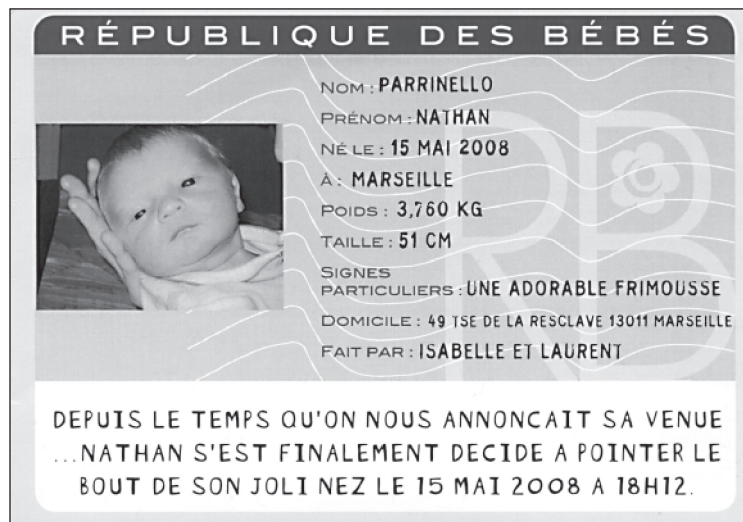 RÉPUBLIQUE DES BÉBÉS
NOM : PARRINELLO
PRÉNOM : NATHAN
NÉ LE : 15 MAI 2008
À : MARSEILLE
POIDS : 3,760 KG
TAILLE : 51 CM
SIGNES
PARTICULIERS : UNE ADORABLE FRIMOUSSE
DOMICILE : 49 TSE DE LA RESCLAVE 13011 MARSEILLE
FAIT PAR : ISABELLE ET LAURENT
RB
DEPUIS LE TEMPS QU'ON NOUS ANNONCAIT SA VENUE
...NATHAN S'EST FINALEMENT DECIDE A POINTER LE
BOUT DE SON JOLI NEZ LE 15 MAI 2008 A 18H12.